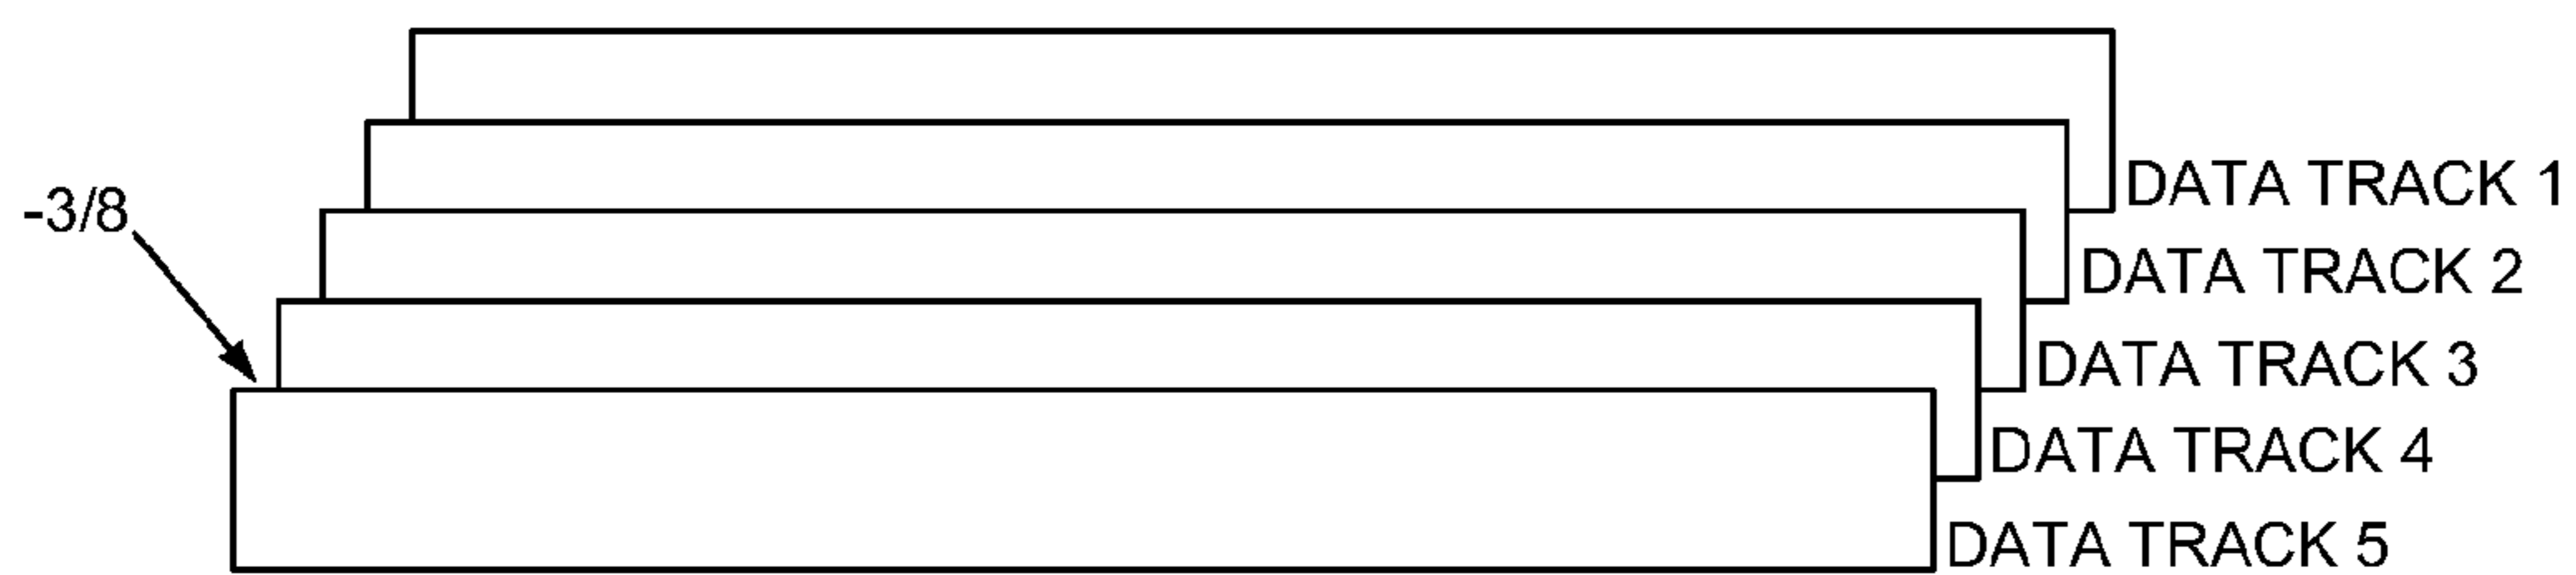 DATA TRACK 1
-3/8
DATA TRACK 2
DATA TRACK 3
DATA TRACK 4
DATA TRACK 5